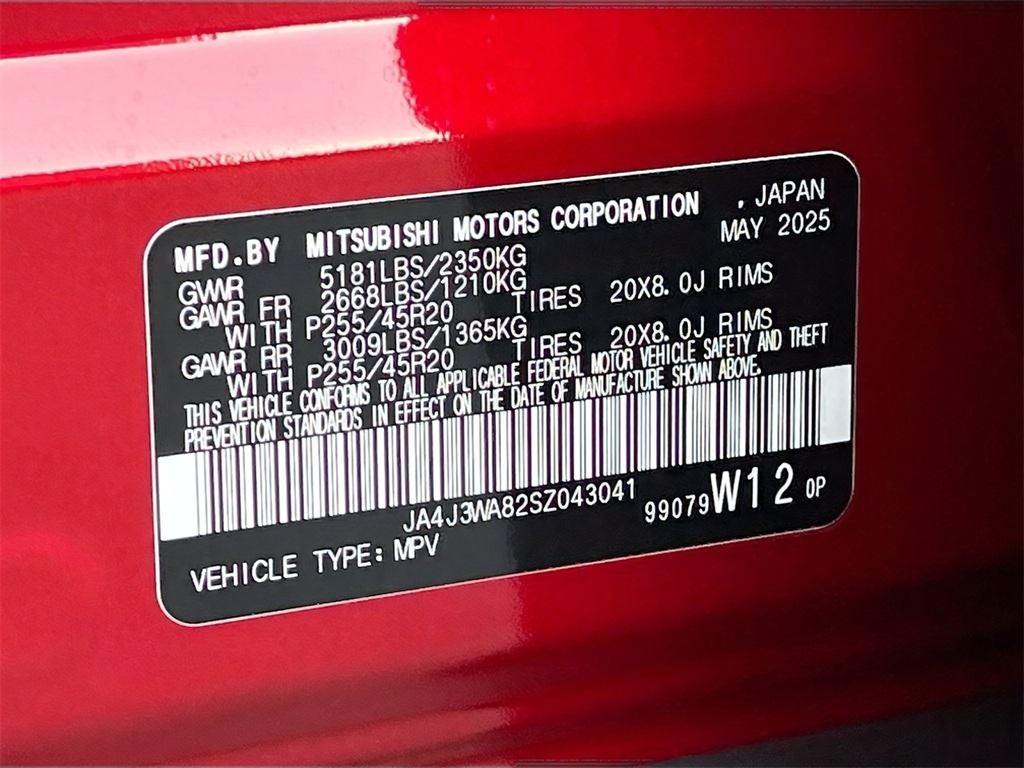 MFD.BY MITSUBISHI MOTORS CORPORATION . JAPAN
GVWR 5181LBS/2350KG MAY 2025
GAWR FR 2668LBS/1210KG
WITH P255/45R20 TIRES 20X8.0J RIMS
GAWR RR 3009LBS/1365KG
WITH P255/45R20 TIRES 20X8.0J RIMS
THIS VEHICLE CONFORMS TO ALL APPLICABLE FEDERAL MOTOR VEHICLE SAFETY AND THEFT
PREVENTION STANDARDS IN EFFECT ON THE DATE OF MANUFACTURE SHOWN ABOVE.
JA4J3WA82SZ043041 99079W12 0P
VEHICLE TYPE: MPV